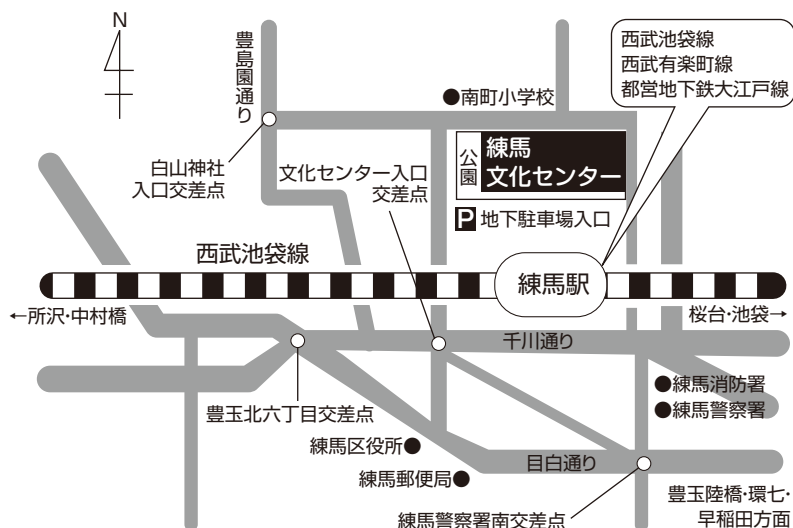 N
豊島園通り
西武池袋線
西武有楽町線
都営地下鉄大江戸線
●南町小学校
白山神社
入口交差点
文化センター入口
交差点
公園
練馬
文化センター
P 地下駐車場入口
西武池袋線
練馬駅
←所沢・中村橋
桜台・池袋→
千川通り
●練馬消防署
●練馬警察署
豊玉北六丁目交差点
練馬区役所●
目白通り
練馬郵便局●
練馬警察署南交差点
豊玉陸橋・環七・
早稲田方面